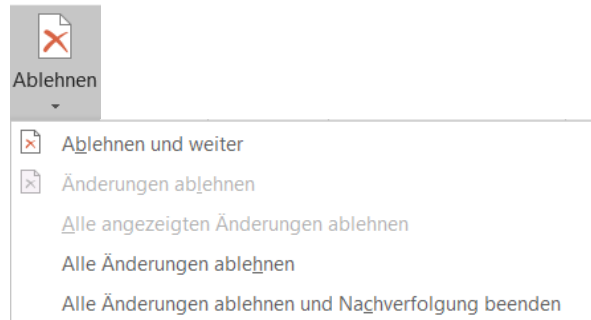 Ablehnen
Ablehnen und weiter
Änderungen ablehnen
Alle angezeigten Änderungen ablehnen
Alle Änderungen ablehnen
Alle Änderungen ablehnen und Nachverfolgung beenden